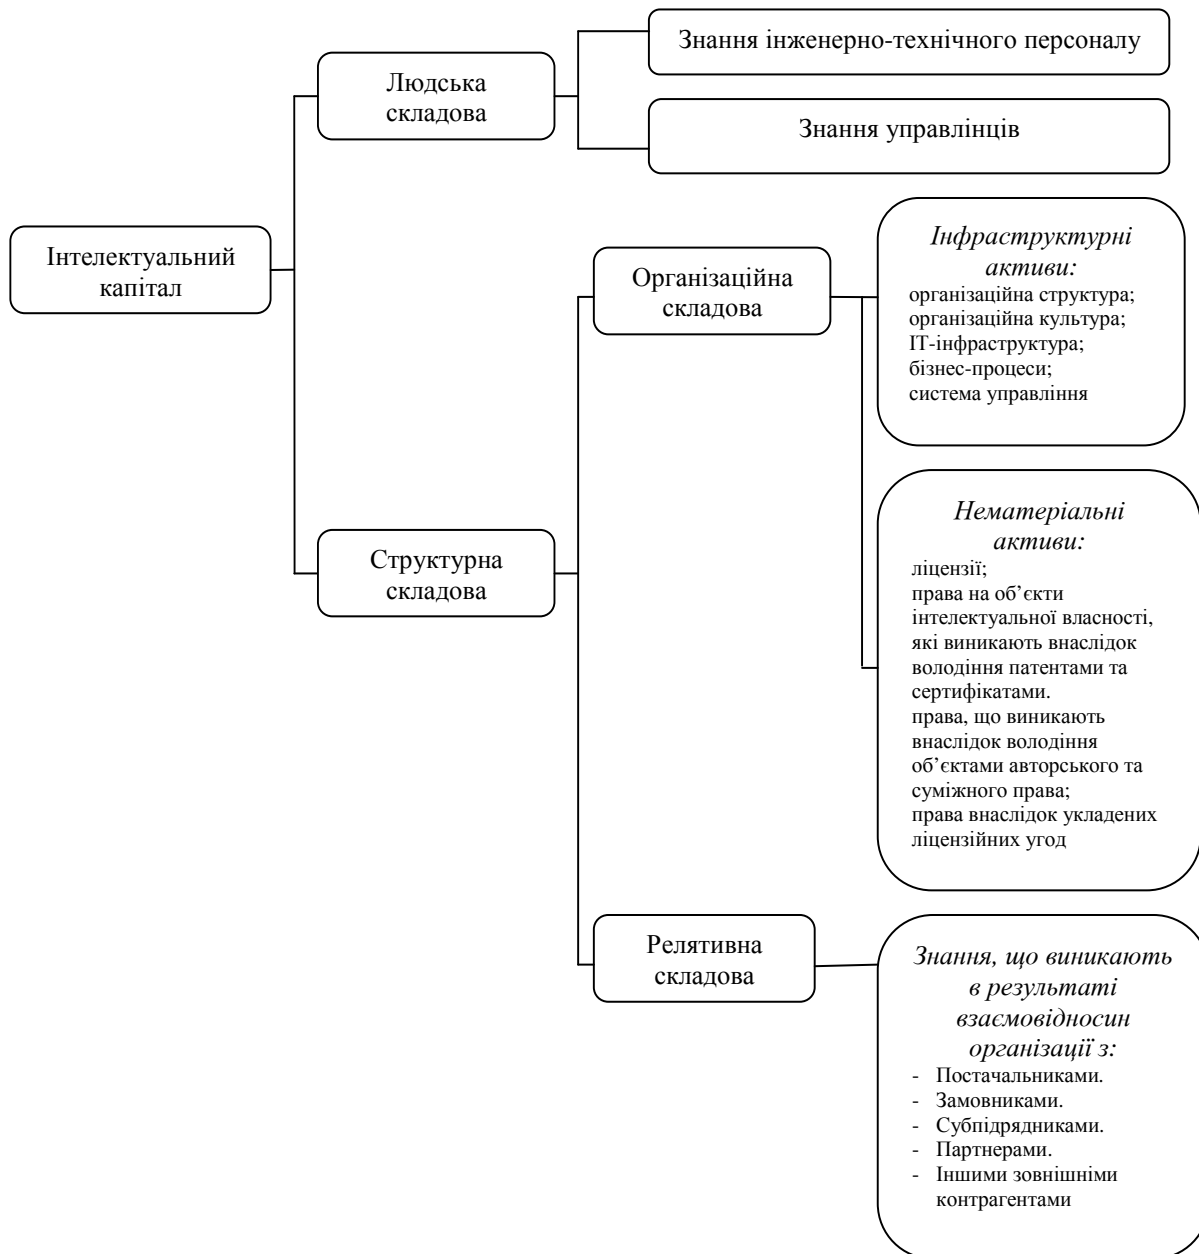 Знання інженерно-технічного персоналу
Людська
складова
Знання управлінців
Інтелектуальний
капітал
Організаційна
складова
Інфраструктурні
активи:
організаційна структура;
організаційна культура;
ІТ-інфраструктура;
бізнес-процеси;
система управління
Структурна
складова
Нематеріальні
активи:
ліцензії;
права на об’єкти
інтелектуальної власності,
які виникають внаслідок
володіння патентами та
сертифікатами.
права, що виникають
внаслідок володіння
об’єктами авторського та
суміжного права;
права внаслідок укладених
ліцензійних угод
Релятивна
складова
Знання, що виникають
в результаті
взаємовідносин
організації з:
- Постачальниками.
- Замовниками.
- Субпідрядниками.
- Партнерами.
- Іншими зовнішніми
контрагентами